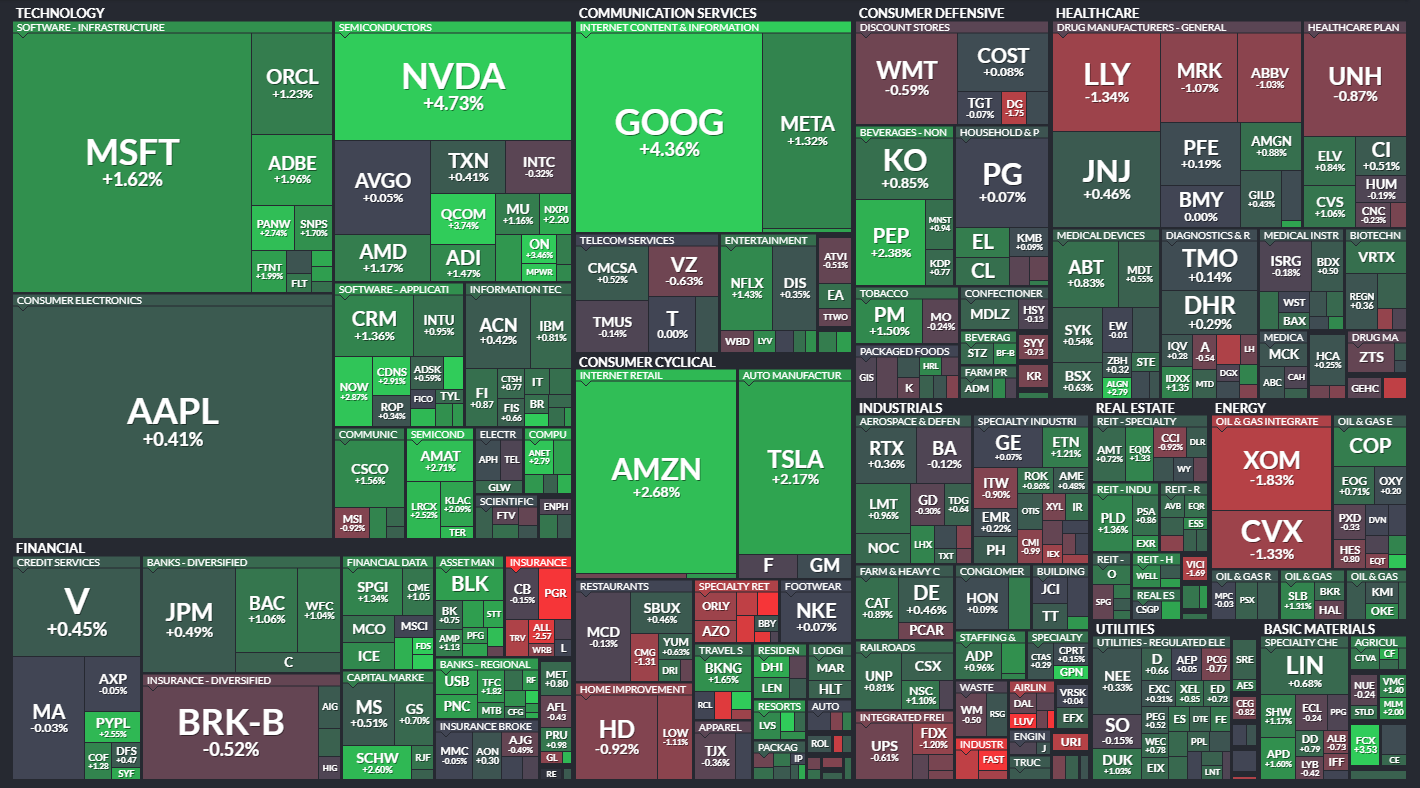 TECHNOLOGY
SOFTWARE - INFRASTRUCTURE
MSFT
+1.62%
ORCL
+1.23%
ADBE
+1.96%
PANW
+2.74%
SNPS
+1.70%
FTNT
+1.99%
FLT
CONSUMER ELECTRONICS
AAPL
+0.41%
SEMICONDUCTORS
NVDA
+4.73%
AVGO
+0.05%
TXN
+0.41%
INTC
-0.32%
QCOM
+3.74%
MU
+1.16%
NXPI
+2.20
AMD
+1.17%
ADI
+1.47%
ON
+3.46%
MPWR
SOFTWARE - APPLICATI
CRM
+1.36%
INTU
+0.95%
NOW
+2.87%
CDNS
+2.91%
ADSK
+0.59%
ROP
+0.34%
FICO
TYL
INFORMATION TEC
ACN
+0.42%
IBM
+0.81%
FI
+0.87
CTSH
+0.77
IT
FIS
+0.66
BR
COMMUNIC
CSCO
+1.56%
MSI
-0.92%
SEMICOND
AMAT
+2.71%
LRCX
+2.52%
KLAC
+2.09%
TER
ELECTR
APH
TEL
GLW
COMPU
ANET
+2.79
SCIENTIFIC
FTV
ENPH
COMMUNICATION SERVICES
INTERNET CONTENT & INFORMATION
GOOG
+4.36%
META
+1.32%
TELECOM SERVICES
CMCSA
+0.52%
VZ
-0.63%
TMUS
-0.14%
T
0.00%
ENTERTAINMENT
NFLX
+1.43%
DIS
+0.35%
WBD
LYV
ATVI
-0.51%
EA
TTWO
CONSUMER CYCLICAL
INTERNET RETAIL
AMZN
+2.68%
AUTO MANUFACTUR
TSLA
+2.17%
F
GM
RESTAURANTS
MCD
-0.13%
SBUX
+0.46%
CMG
-1.31
YUM
+0.63%
DRI
SPECIALTY RET
ORLY
AZO
BBY
FOOTWEAR
NKE
+0.07%
HOME IMPROVEMENT
HD
-0.92%
LOW
-1.11%
TRAVEL S
BKNG
+1.65%
RCL
RESIDEN
DHI
LEN
LODGI
MAR
HLT
RESORTS
LVS
AUTO
ROL
APPAREL
TJX
-0.36%
PACKAG
IP
CONSUMER DEFENSIVE
DISCOUNT STORES
WMT
-0.59%
COST
+0.08%
TGT
-0.07%
DG
-1.75
BEVERAGES - NON
KO
+0.85%
PEP
+2.38%
MNST
+0.94
KDP
+0.77
HOUSEHOLD & P
PG
+0.07%
EL
KMB
+0.09%
CL
TOBACCO
PM
+1.50%
MO
-0.24%
CONFECTIONER
MDLZ
HSY
-0.13
PACKAGED FOODS
GIS
HRL
K
BEVERAG
STZ
BF-B
SYY
-0.73
FARM PR
ADM
KR
HEALTHCARE
DRUG MANUFACTURERS - GENERAL
LLY
-1.34%
MRK
-1.07%
ABBV
-1.03%
JNJ
+0.46%
PFE
+0.19%
AMGN
+0.88%
BMY
0.00%
GILD
+0.43%
HEALTHCARE PLAN
UNH
-0.87%
ELV
+0.84%
CI
+0.51%
CVS
+1.06%
HUM
-0.19%
CNC
-0.23%
MEDICAL DEVICES
ABT
+0.83%
MDT
+0.55%
SYK
+0.54%
EW
-0.01
BSX
+0.63%
ZBH
+0.32
STE
ALGN
+2.79
DIAGNOSTICS & R
TMO
+0.14%
DHR
+0.29%
IQV
+0.28
A
-0.54
LH
IDXX
+1.35
MTD
DGX
MEDICAL INSTR
ISRG
-0.18%
BDX
+0.50
WST
BAX
BIOTECHN
VRTX
REGN
+0.36
MEDICA
MCK
ABC
CAH
HCA
+0.25%
DRUG MA
ZTS
GEHC
FINANCIAL
CREDIT SERVICES
V
+0.45%
MA
-0.03%
AXP
-0.05%
PYPL
+2.55%
COF
+1.28
DFS
+0.47
SYF
BANKS - DIVERSIFIED
JPM
+0.49%
BAC
+1.06%
WFC
+1.04%
C
INSURANCE - DIVERSIFIED
BRK-B
-0.52%
AIG
HIG
FINANCIAL DATA
SPGI
+1.34%
CME
+1.05
MCO
MSCI
ICE
FDS
CAPITAL MARKE
MS
+0.51%
GS
+0.70%
SCHW
+2.60%
RJF
ASSET MAN
BLK
BK
+0.75
STT
AMP
+1.13
PFG
INSURANCE
CB
-0.15%
PGR
TRV
ALL
-2.57
WRB
L
BANKS - REGIONAL
USB
TFC
+1.82
RF
PNC
MTB
CFG
MET
+0.80
AFL
-0.43
INSURANCE BROKE
MMC
-0.05%
AON
+0.30
AJG
-0.49%
PRU
+0.98
GL
RE
INDUSTRIALS
AEROSPACE & DEFEN
RTX
+0.36%
BA
-0.12%
LMT
+0.96%
GD
-0.30%
TDG
+0.64
NOC
LHX
TXT
SPECIALTY INDUSTRI
GE
+0.07%
ETN
+1.21%
ITW
-0.90%
ROK
+0.86%
AME
+0.48%
EMR
+0.22%
OTIS
XYL
IR
PH
CMI
-0.99
IEX
FARM & HEAVY C
CAT
+0.89%
DE
+0.46%
PCAR
CONGLOMER
HON
+0.09%
BUILDING
JCI
TT
RAILROADS
UNP
+0.81%
CSX
NSC
+1.10%
STAFFING &
ADP
+0.96%
SPECIALTY
CTAS
+0.29
CPRT
+0.15%
GPN
INTEGRATED FREI
UPS
-0.61%
FDX
-1.20%
WASTE
WM
-0.50
RSG
AIRLIN
DAL
LUV
VRSK
-0.04
EFX
INDUSTR
FAST
ENGIN
J
URI
TRUC
REAL ESTATE
REIT - SPECIALTY
AMT
+0.72%
EQIX
+1.33
CCI
-0.92%
DLR
WY
REIT - INDU
PLD
+1.36%
PSA
+0.86
EXR
REIT - R
AVB
EQR
ESS
REIT -
O
REIT - H
WELL
VICI
-1.69
SPG
REAL ES
CSGP
ENERGY
OIL & GAS INTEGRATE
XOM
-1.83%
CVX
-1.33%
OIL & GAS E
COP
EOG
+0.71%
OXY
+0.20
PXD
-0.33
DVN
HES
-0.80
EQT
OIL & GAS R
MPC
-0.03
PSX
OIL & GAS
SLB
+1.31%
BKR
HAL
OIL & GAS
KMI
OKE
UTILITIES
UTILITIES - REGULATED ELE
NEE
+0.33%
D
+0.66
AEP
+0.05
PCG
-0.77
EXC
+0.31
XEL
+0.85
ED
+0.73
SO
-0.15%
PEG
+0.52
ES
DTE
FE
WEC
+0.78
PPL
DUK
+1.03%
EIX
LNT
SRE
AES
CEG
-0.82
BASIC MATERIALS
SPECIALTY CHE
LIN
+0.68%
SHW
+1.17%
ECL
-0.24
PPG
APD
+1.60%
DD
+0.79
ALB
-0.73
LYB
-0.42
IFF
AGRICUL
CTVA
CF
NUE
-0.24
VMC
+1.40
STLD
MLM
+2.00
FCX
+3.53
CE